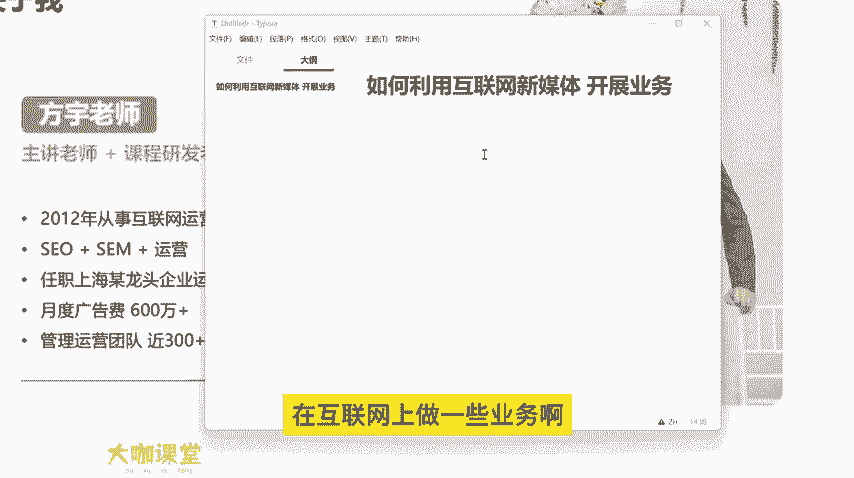 关于我
方宇老师
主讲老师 + 课程研发
2012年从事互联网运营
SEO + SEM + 运营
任职上海某龙头企业运
月度广告费 600万+
管理运营团队 近300+
Untitled - Typora
文件(F) 编辑(E) 段落(P) 格式(O) 视图(V) 主题(T) 帮助(H)
文件 大纲
如何利用互联网新媒体 开展业务
如何利用互联网新媒体 开展业务
在互联网上做一些业务啊
大咖课堂